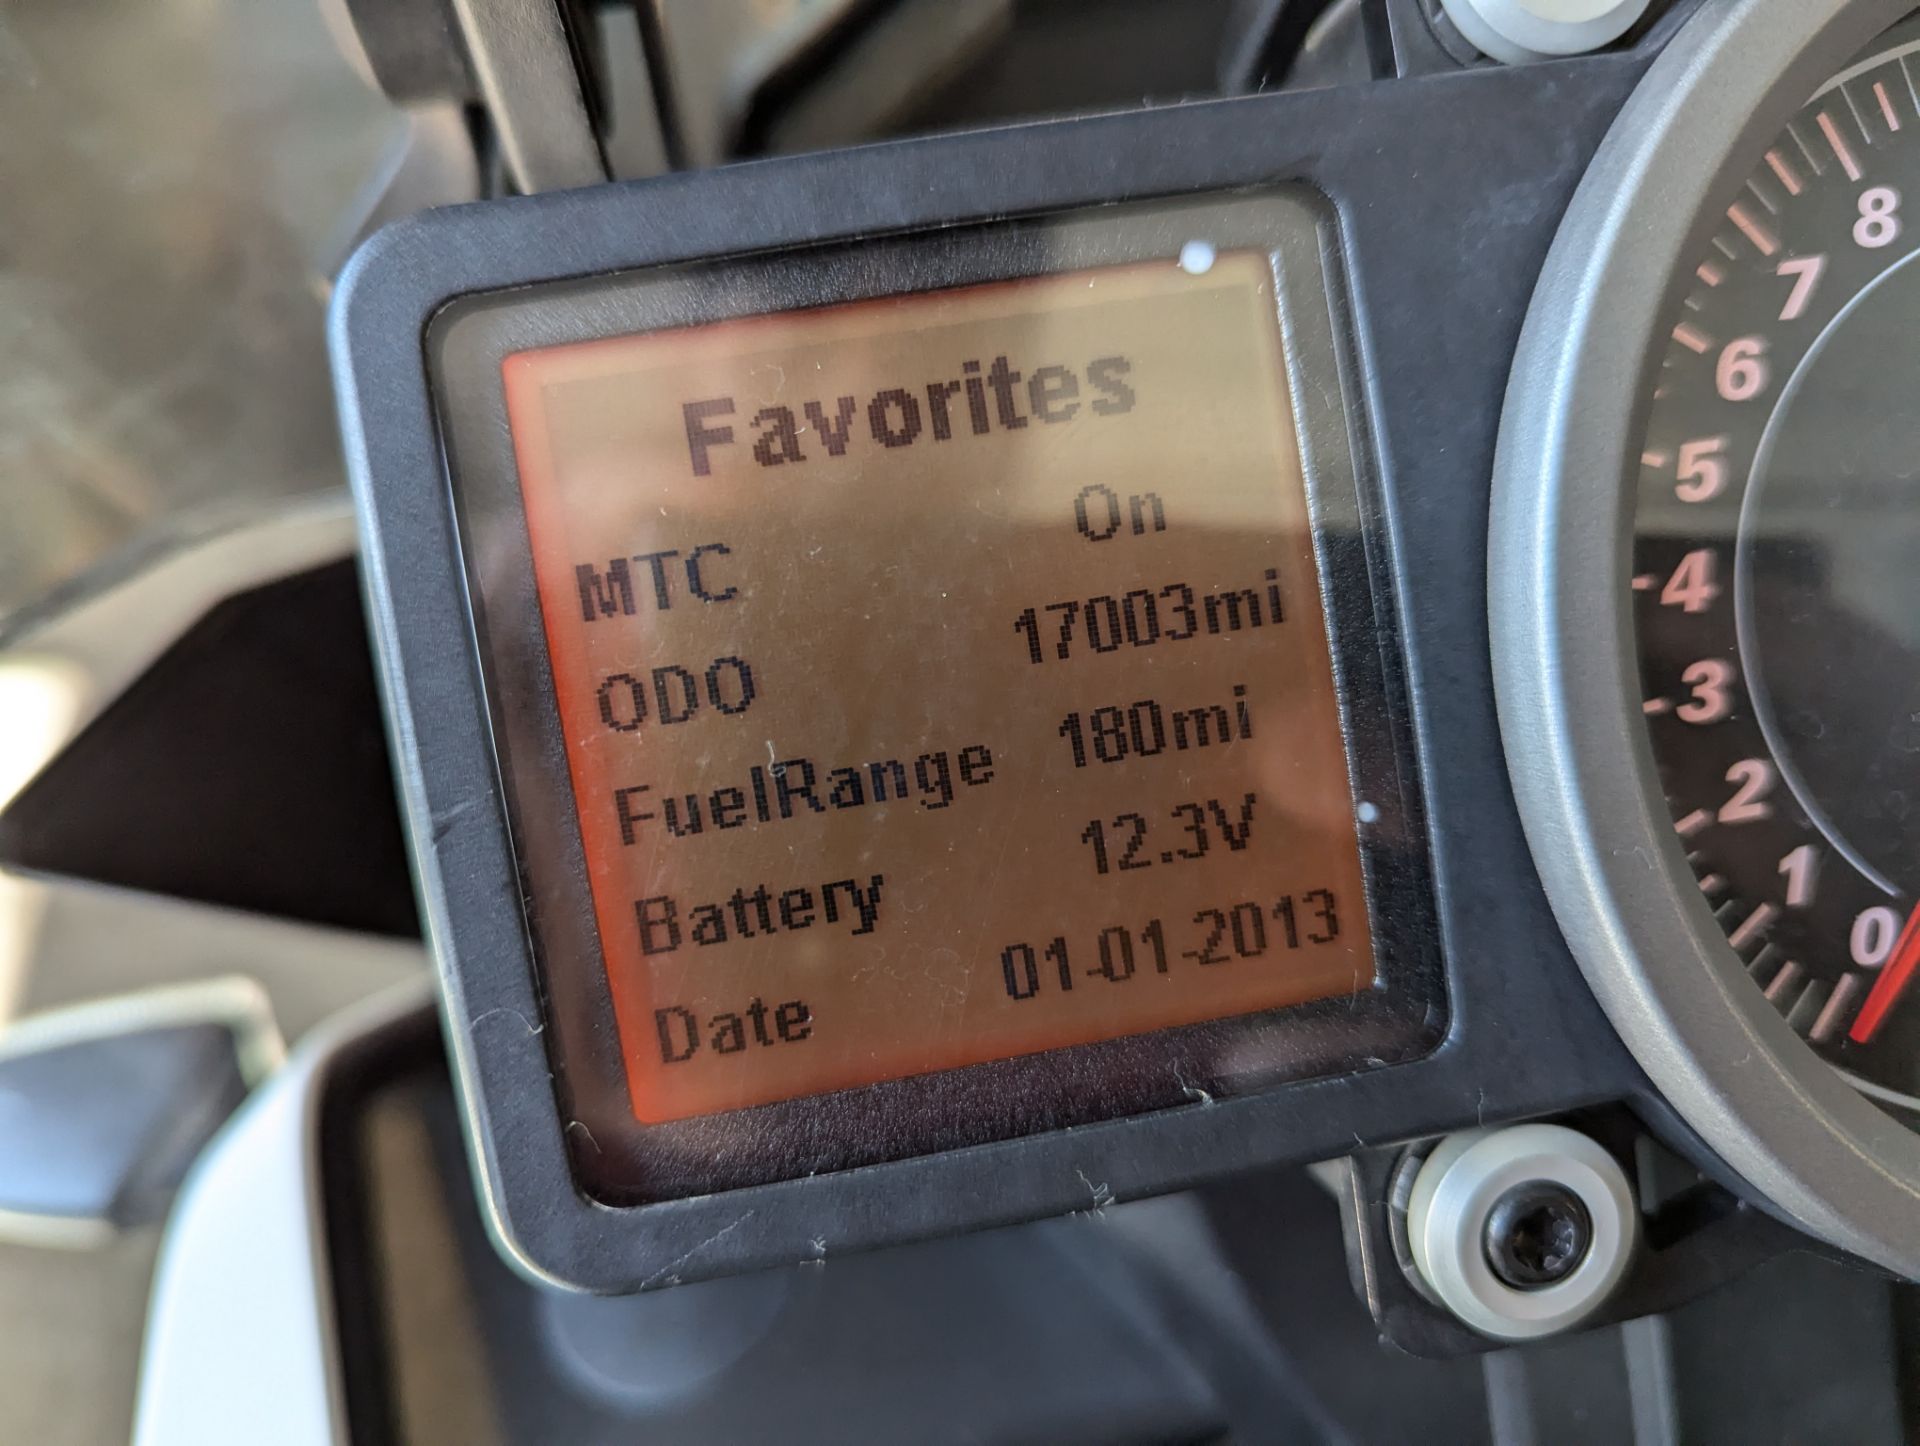 Favorites
MTC On
ODO 17003mi
FuelRange 180mi
Battery 12.3V
Date 01-01-2013
8
7
6
5
4
3
2
1
0